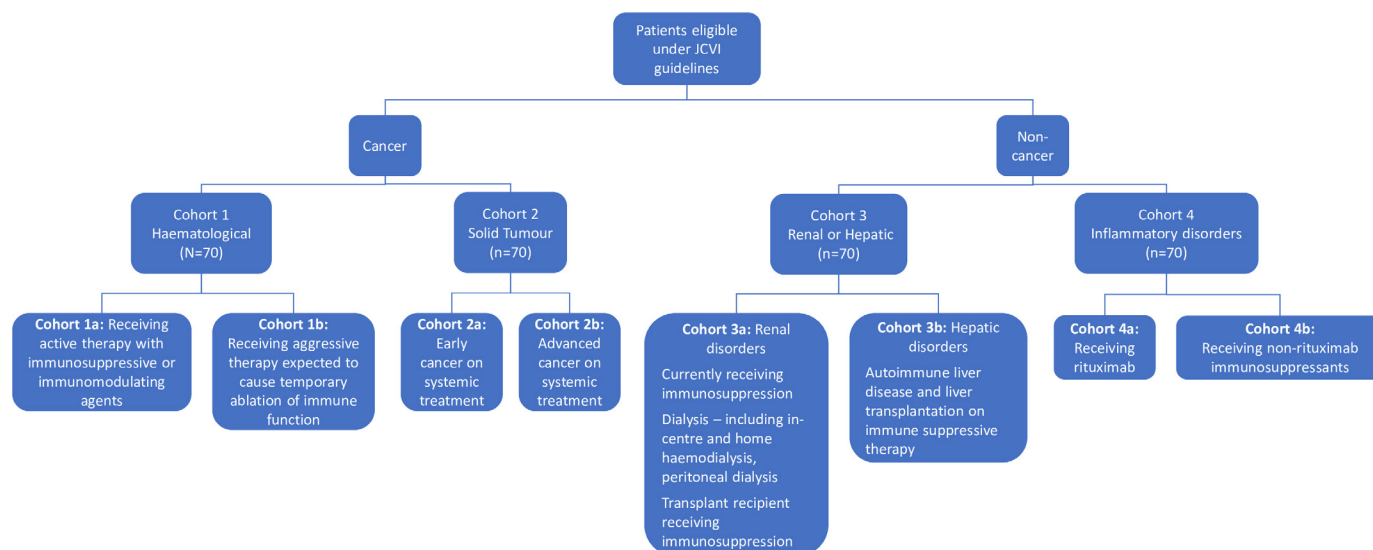 Patients eligible
under JCVI
guidelines
Cancer
Non-
cancer
Cohort 1
Haematological
(N=70)
Cohort 2
Solid Tumour
(n=70)
Cohort 3
Renal or Hepatic
(n=70)
Cohort 4
Inflammatory disorders
(n=70)
Cohort 1a: Receiving
active therapy with
immunosuppressive or
immunomodulating
agents
Cohort 1b:
Receiving aggressive
therapy expected to
cause temporary
ablation of immune
function
Cohort 2a:
Early
cancer on
systemic
treatment
Cohort 2b:
Advanced
cancer on
systemic
treatment
Cohort 3a: Renal
disorders
Currently receiving
immunosuppression
Dialysis – including in-
centre and home
haemodialysis,
peritoneal dialysis
Transplant recipient
receiving
immunosuppression
Cohort 3b: Hepatic
disorders
Autoimmune liver
disease and liver
transplantation on
immune suppressive
therapy
Cohort 4a:
Receiving
rituximab
Cohort 4b:
Receiving non-rituximab
immunosuppressants